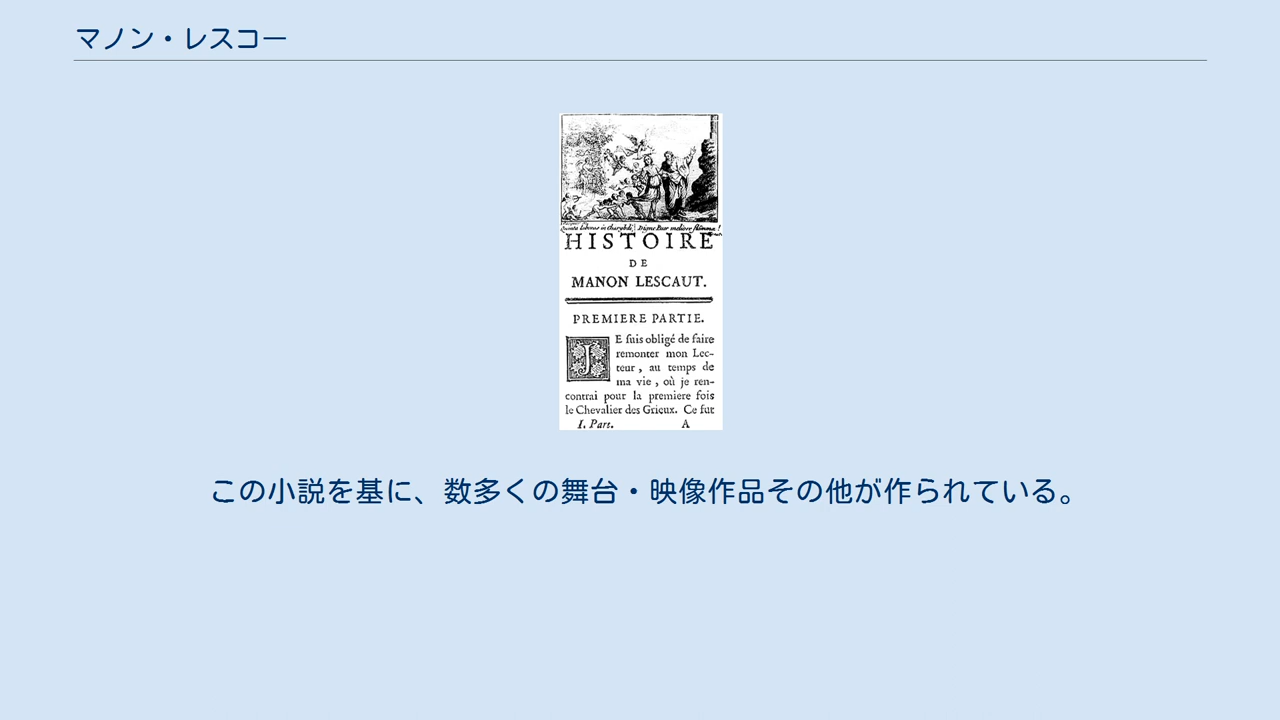 マノン・レスコー
HISTOIRE
DE
MANON LESCAUT.
PREMIERE PARTIE.
JE ſuis obligé de faire
remonter mon Lec-
teur, au temps de
ma vie, où je ren-
contrai pour la premiere fois
le Chevalier des Grieux. Ce fut
I. Part. A
この小説を基に、数多くの舞台・映像作品その他が作られている。